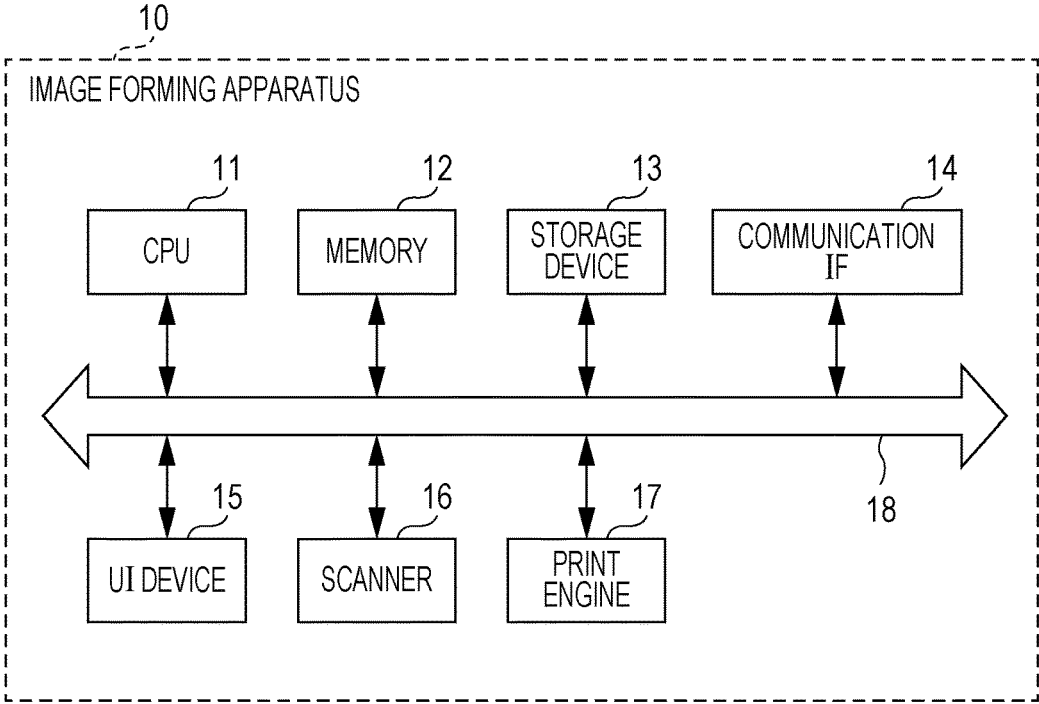 10
IMAGE FORMING APPARATUS
11
12
13
14
CPU
MEMORY
STORAGE
DEVICE
COMMUNICATION
IF
15
16
17
18
UI DEVICE
SCANNER
PRINT
ENGINE